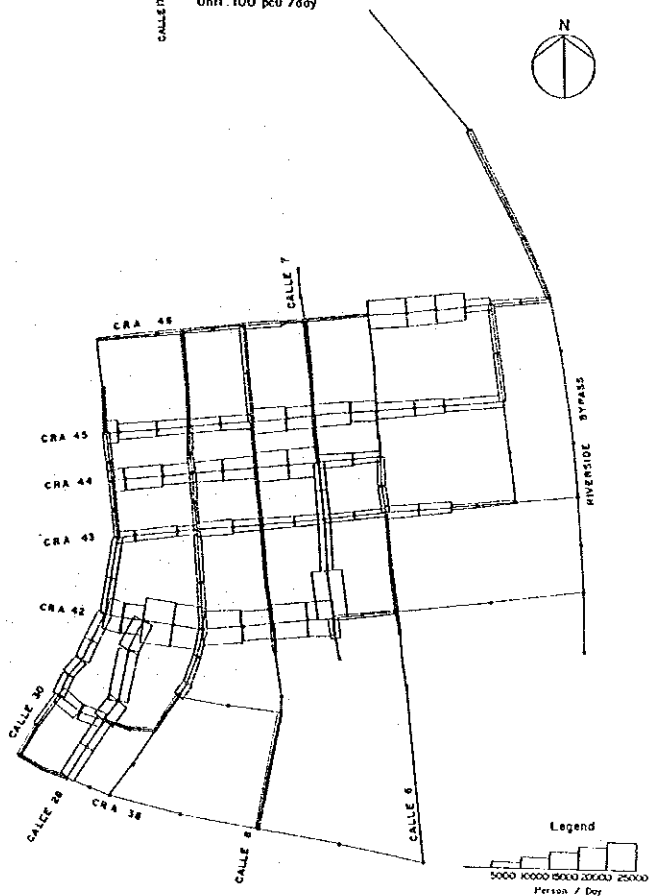 Unit : 100 pcu / day
N
CALLE 7
CRA 46
RIVERSIDE BYPASS
CRA 45
CRA 44
CRA 43
CRA 42
CALLE 30
CALLE 28
CRA 38
CALLE 8
CALLE 6
Legend
5000 10000 15000 20000 25000
Person / Day